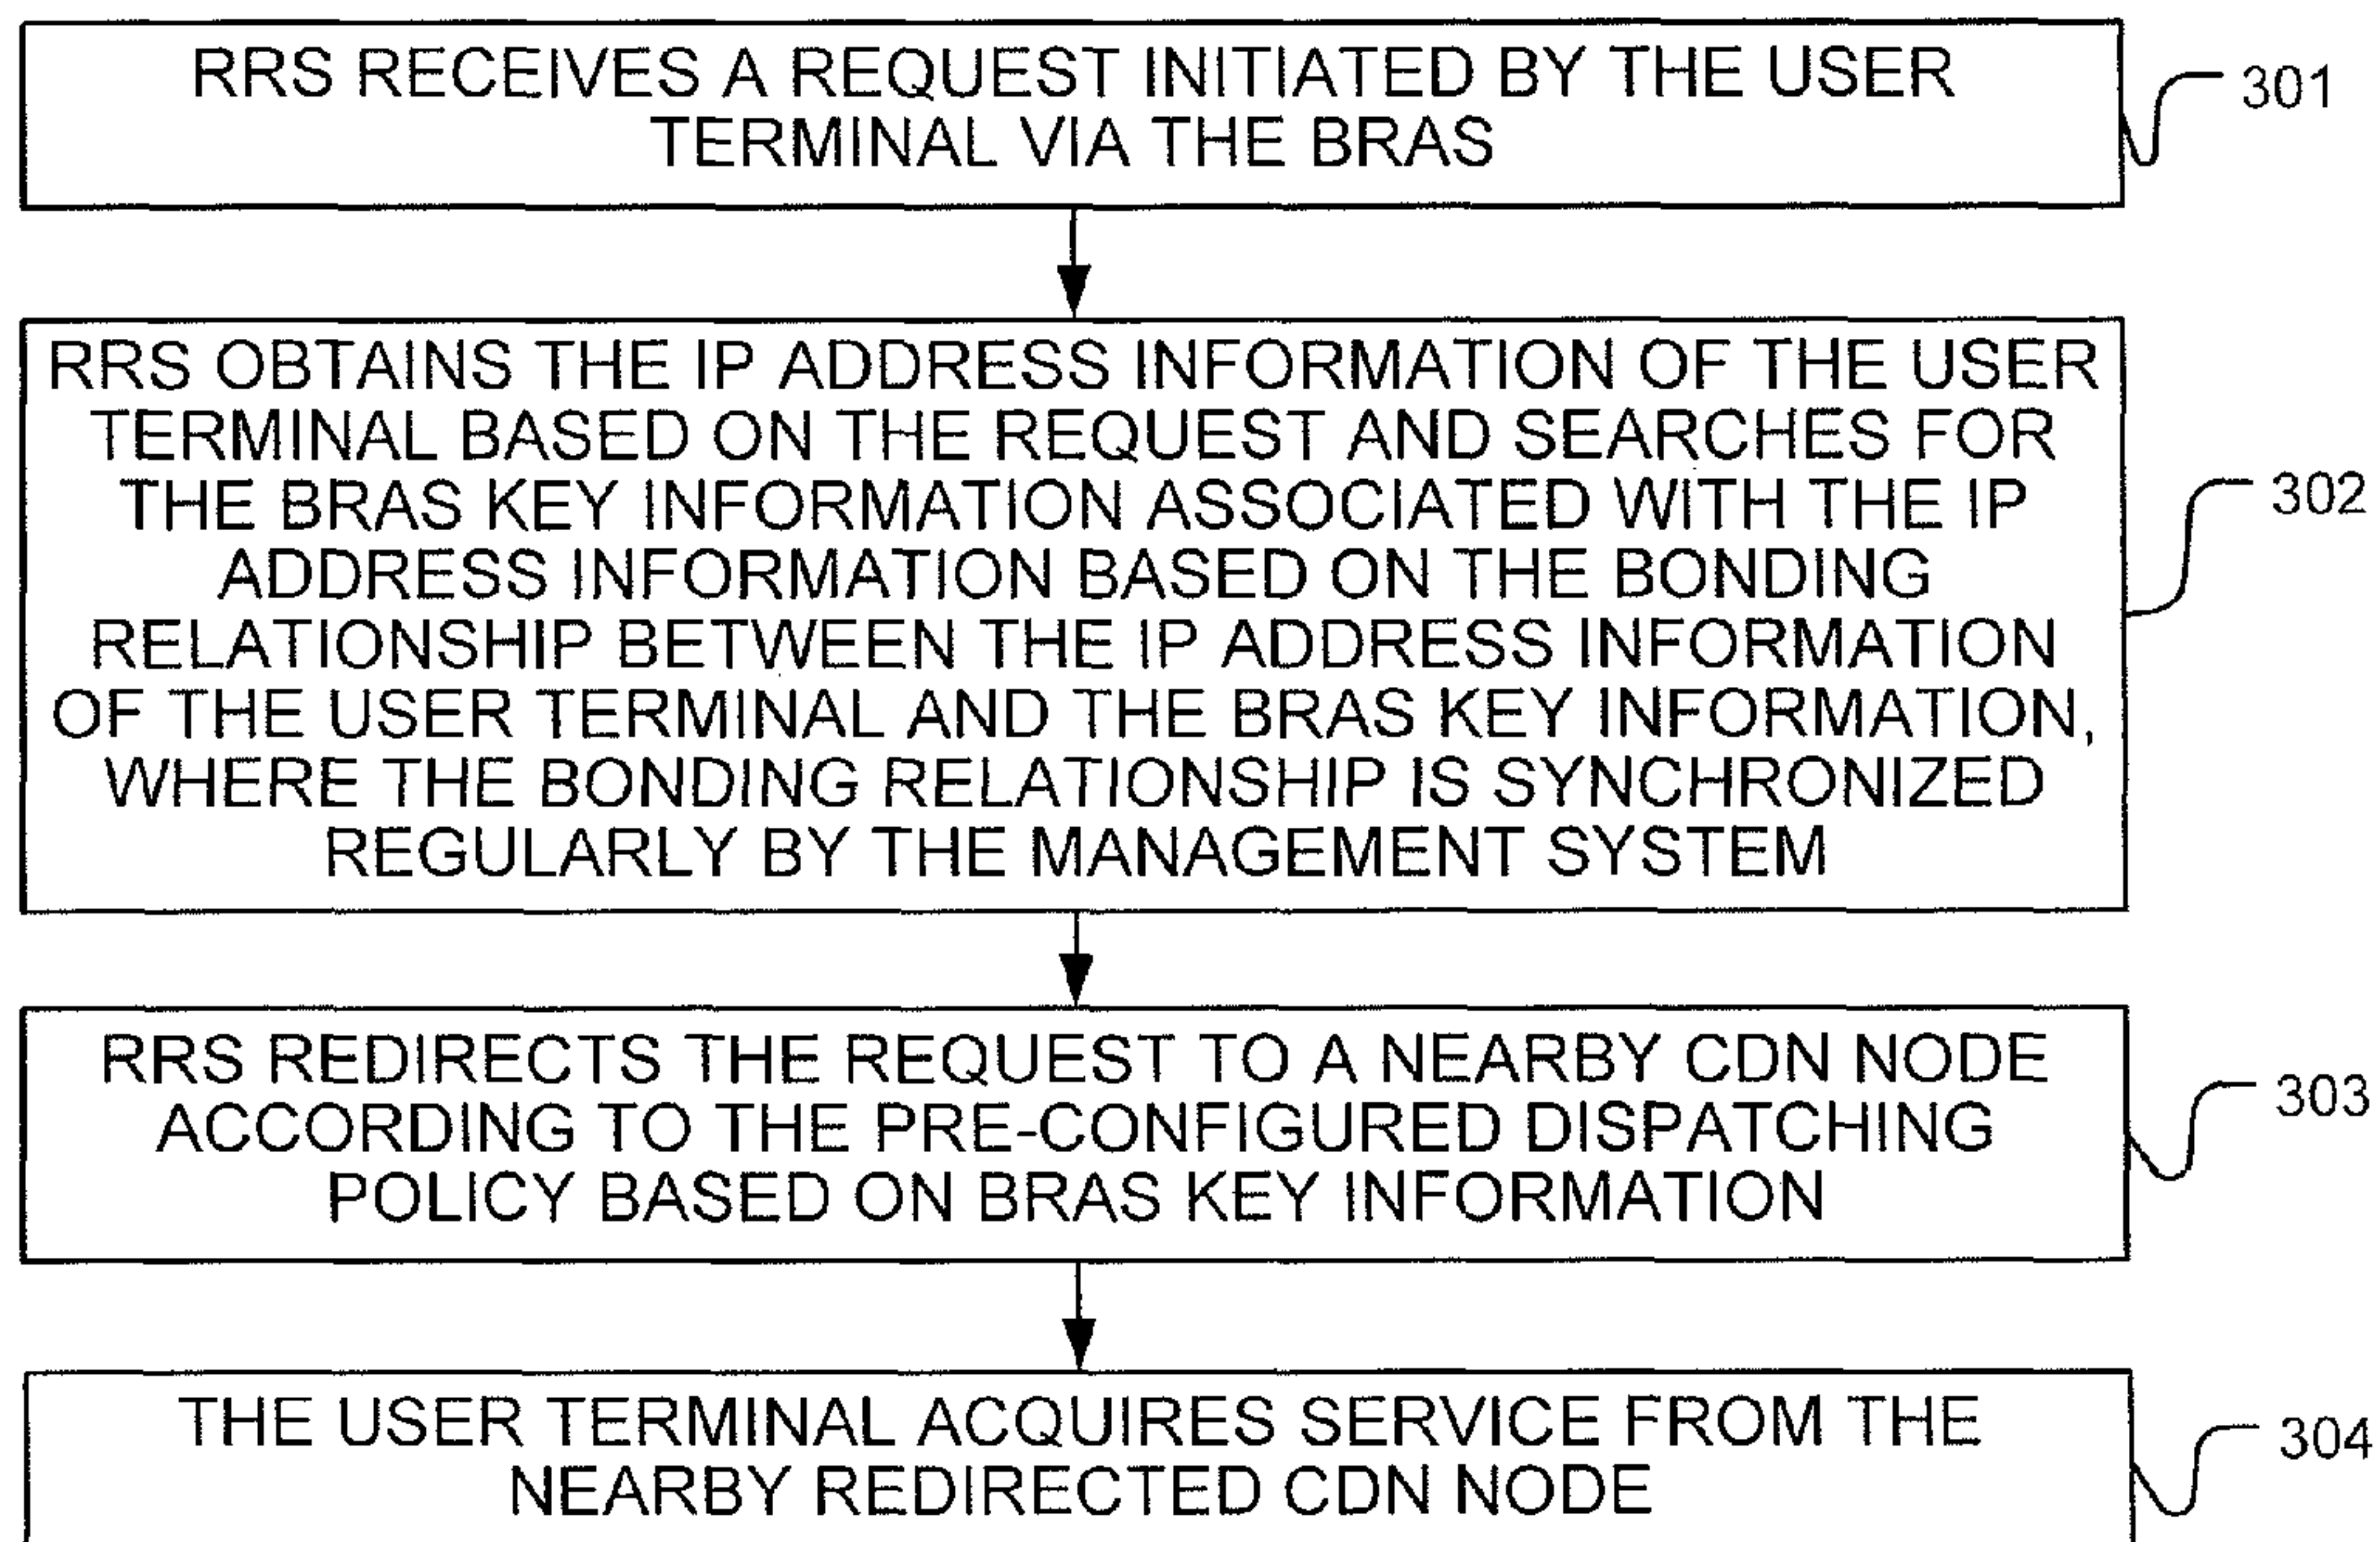 RRS RECEIVES A REQUEST INITIATED BY THE USER
TERMINAL VIA THE BRAS
301
RRS OBTAINS THE IP ADDRESS INFORMATION OF THE USER
TERMINAL BASED ON THE REQUEST AND SEARCHES FOR
THE BRAS KEY INFORMATION ASSOCIATED WITH THE IP
ADDRESS INFORMATION BASED ON THE BONDING
RELATIONSHIP BETWEEN THE IP ADDRESS INFORMATION
OF THE USER TERMINAL AND THE BRAS KEY INFORMATION,
WHERE THE BONDING RELATIONSHIP IS SYNCHRONIZED
REGULARLY BY THE MANAGEMENT SYSTEM
302
RRS REDIRECTS THE REQUEST TO A NEARBY CDN NODE
ACCORDING TO THE PRE-CONFIGURED DISPATCHING
POLICY BASED ON BRAS KEY INFORMATION
303
THE USER TERMINAL ACQUIRES SERVICE FROM THE
NEARBY REDIRECTED CDN NODE
304